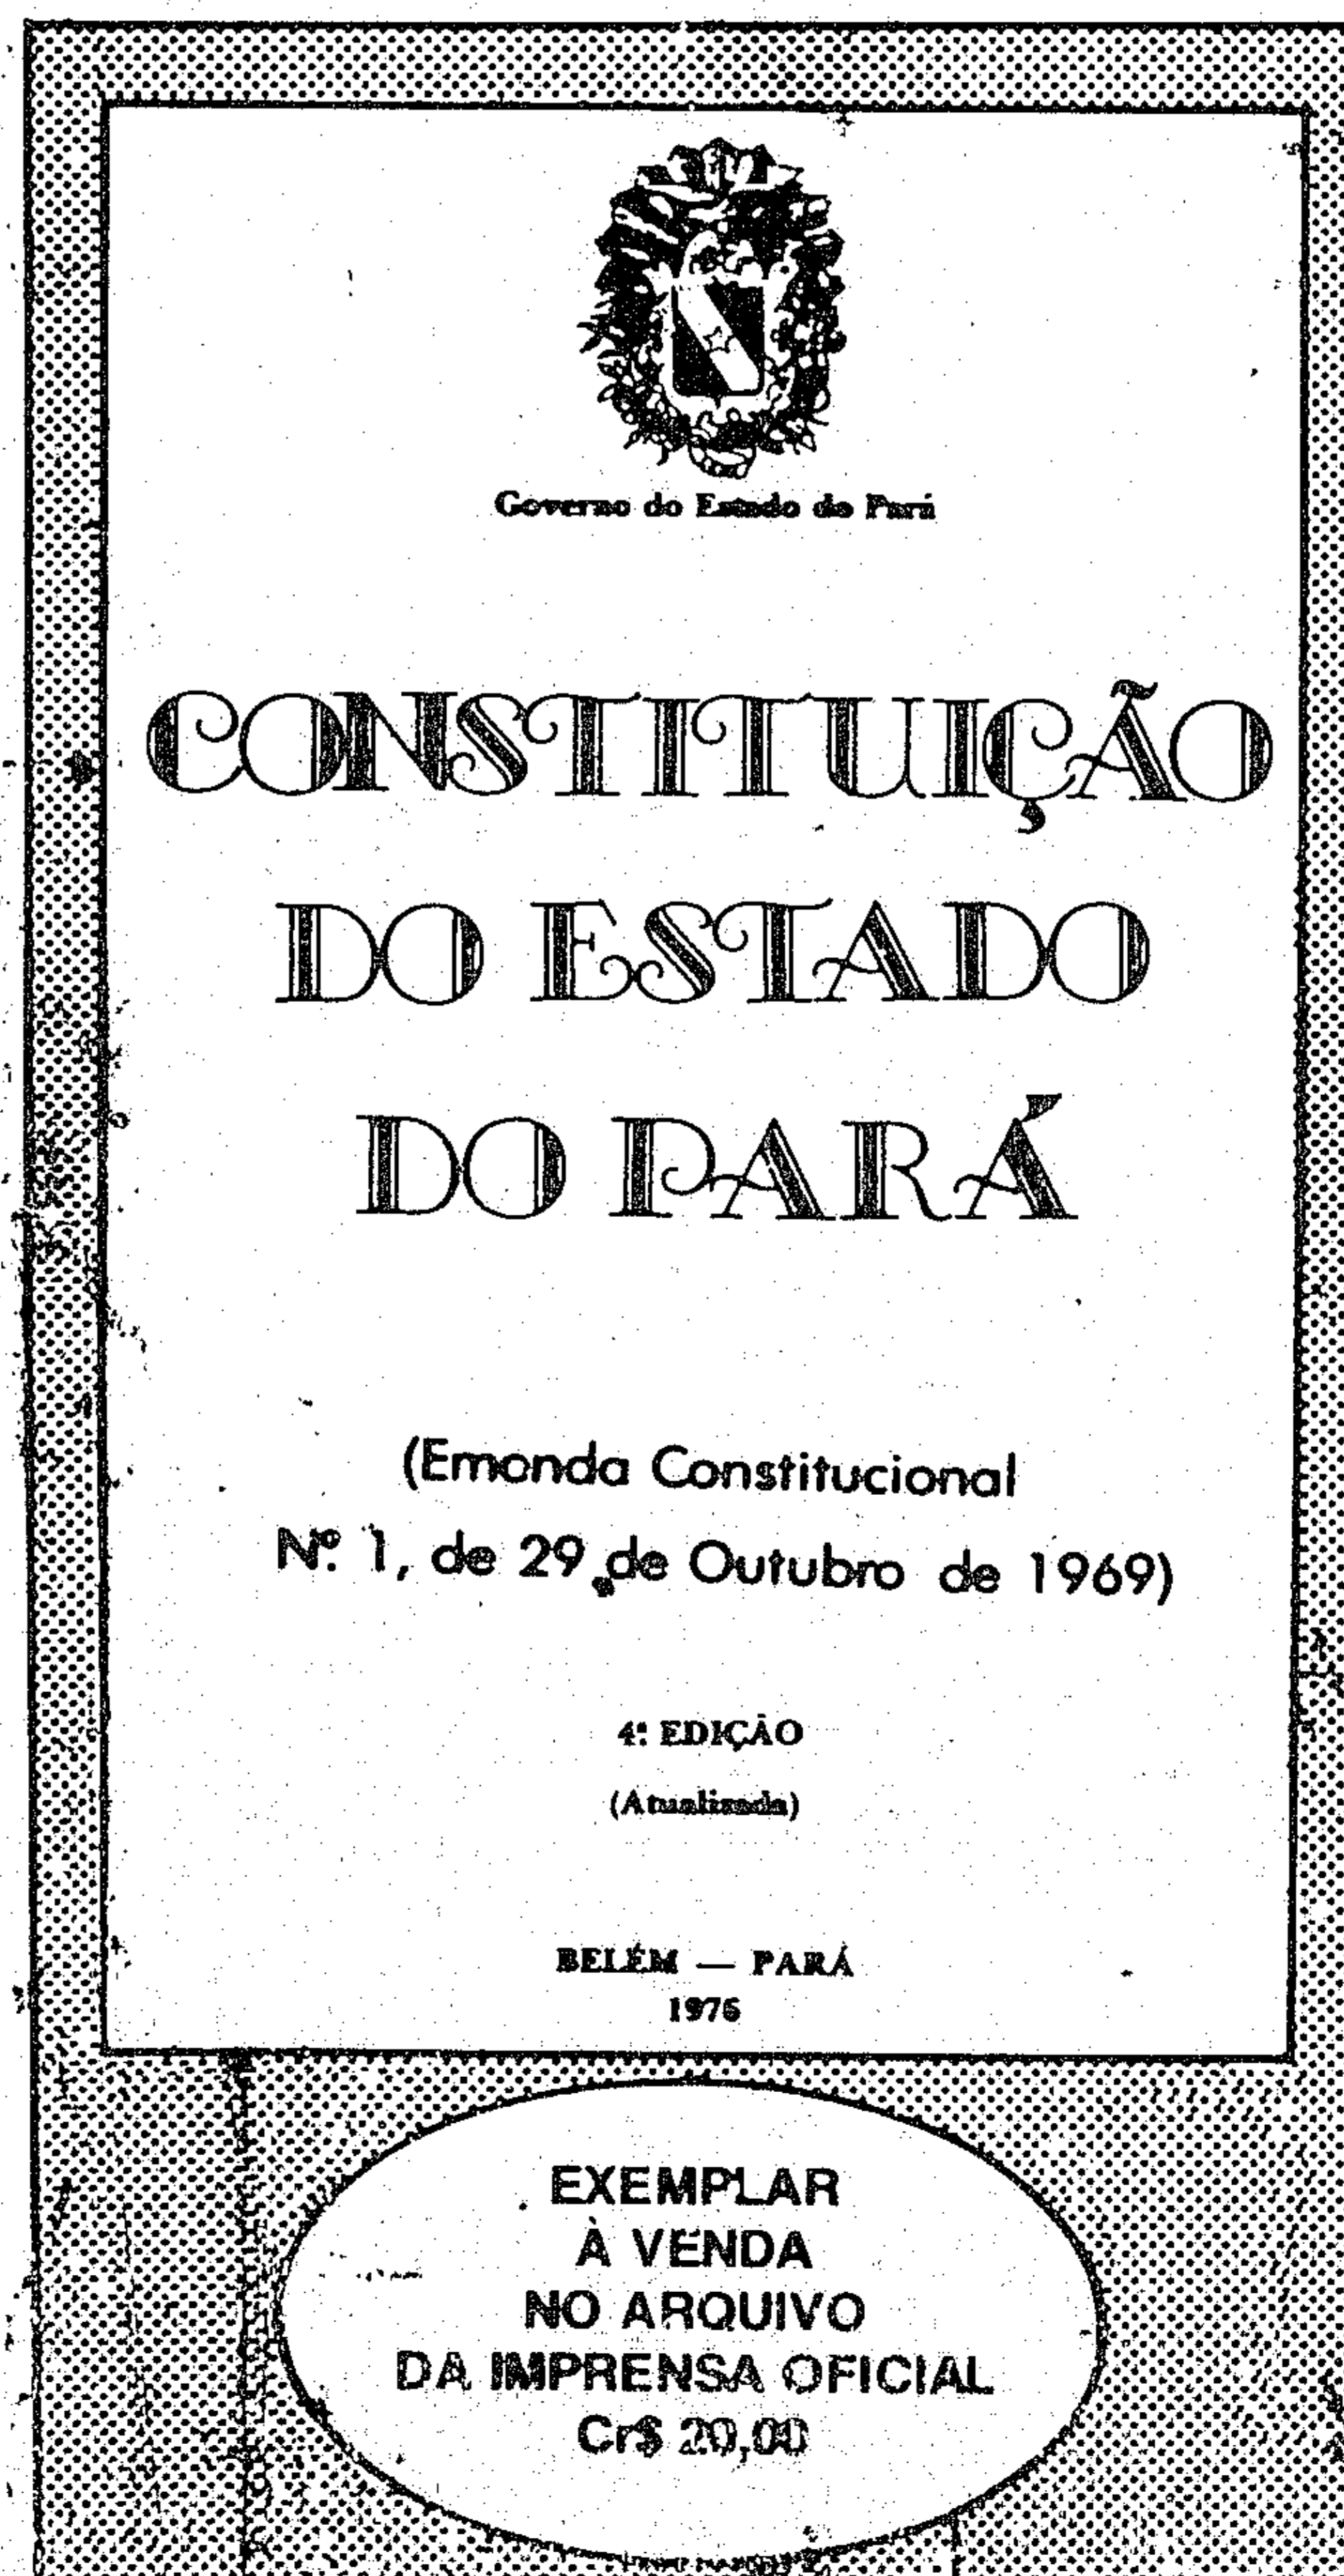 Governo do Estado do Pará
CONSTITUIÇÃO
DO ESTADO
DO PARÁ
(Emenda Constitucional
Nº. 1, de 29 de Outubro de 1969)
4ª EDIÇÃO
(Atualizada)
BELÉM — PARÁ
1976
EXEMPLAR
À VENDA
NO ARQUIVO
DA IMPRENSA OFICIAL
Cr$ 20,00